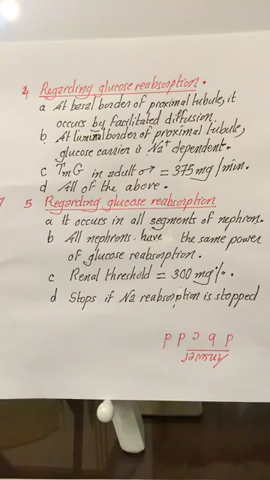 4 Regarding glucose reabsorption.
a At basal border of proximal tubule, it
occurs by facilitated diffusion.
b At luminal border of proximal tubule,
glucose carrier is Na+ dependent.
c TmG in adult ♂ = 375 mg/min.
d All of the above.
5 Regarding glucose reabsorption
a It occurs in all segments of nephron.
b All nephrons have the same power
of glucose reabsorption.
c Renal threshold = 300 mg%.
d Stops if Na reabsorption is stopped
Answer
d b c d d